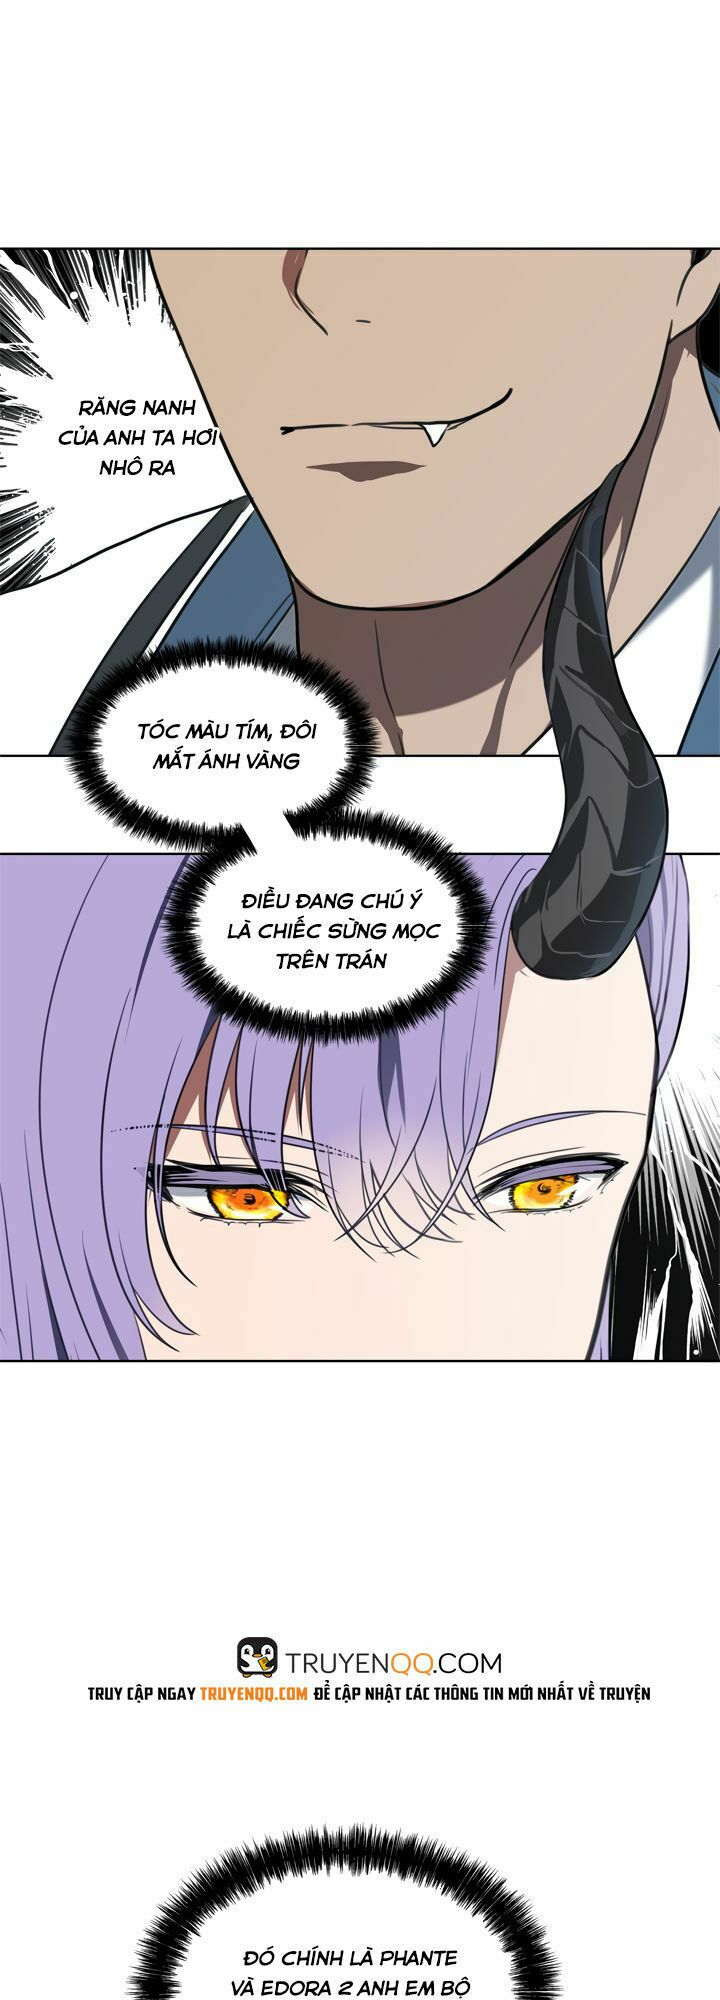 RĂNG NANH
CỦA ANH TA HƠI
NHÔ RA
TÓC MÀU TÍM, ĐÔI
MẮT ÁNH VÀNG
ĐIỀU ĐANG CHÚ Ý
LÀ CHIẾC SỪNG MỌC
TRÊN TRÁN
TRUYENQQ.COM
TRUY CẬP NGAY TRUYENQQ.COM ĐỂ CẬP NHẬT CÁC THÔNG TIN MỚI NHẤT VỀ TRUYỆN
ĐÓ CHÍNH LÀ PHANTE
VÀ EDORA 2 ANH EM BỘ